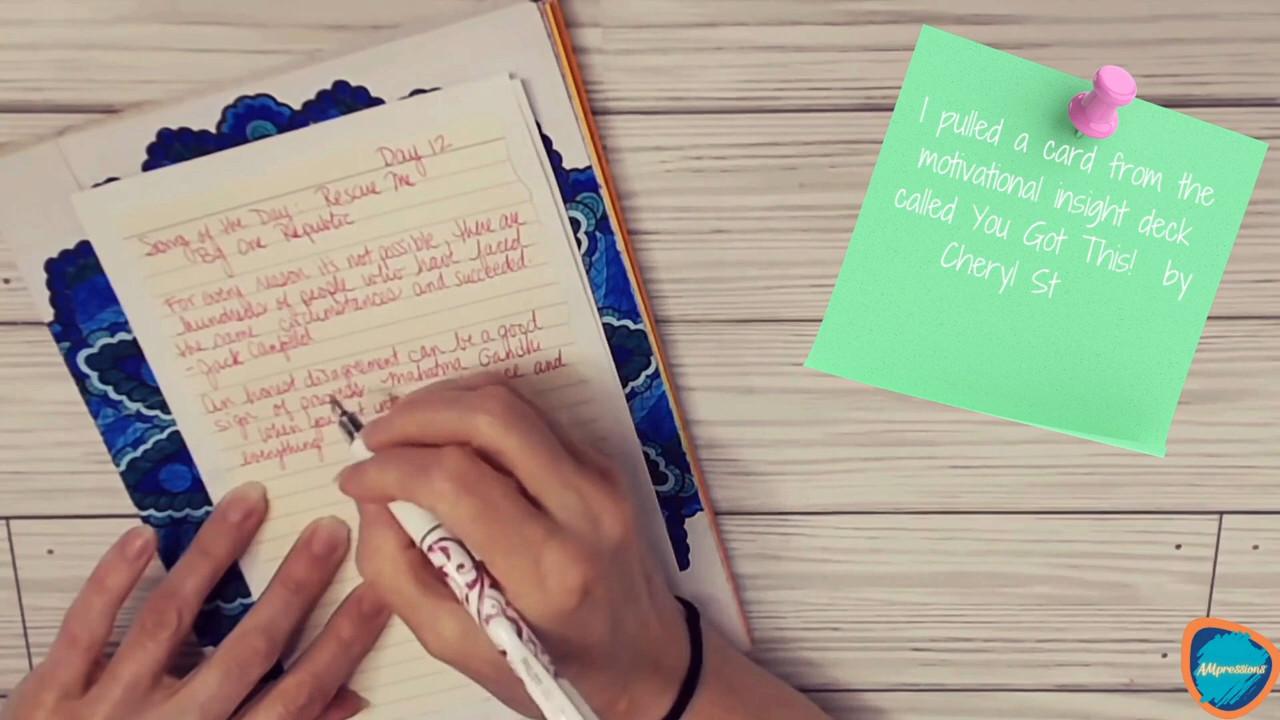 Day 12
Song of the Day: Rescue Me
By One Republic
For every reason it's not possible, there are
hundreds of people who have faced
the same circumstances and succeeded.
- Jack Canfield
An honest disagreement can be a good
sign of progress. Mahatma Gandhi
when you
and
everything
I pulled a card from the
motivational insight deck
called You Got This! by
Cheryl St
AMpressions